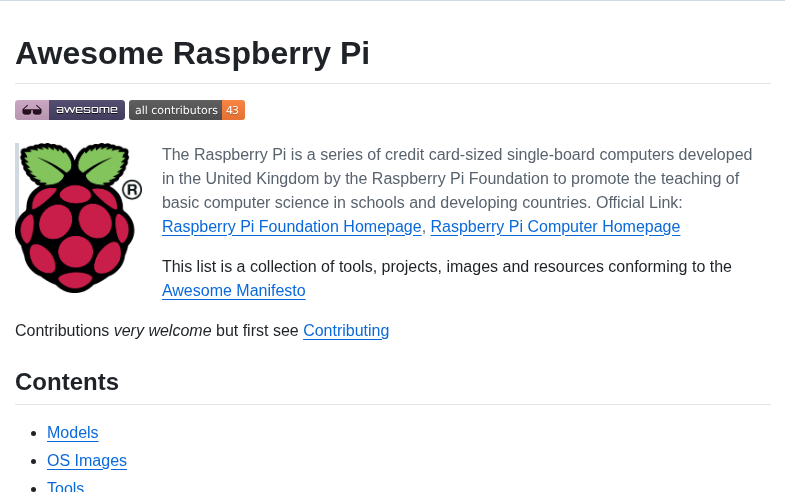 Awesome Raspberry Pi
awesome all contributors 43
The Raspberry Pi is a series of credit card-sized single-board computers developed
in the United Kingdom by the Raspberry Pi Foundation to promote the teaching of
basic computer science in schools and developing countries. Official Link:
Raspberry Pi Foundation Homepage, Raspberry Pi Computer Homepage
®
This list is a collection of tools, projects, images and resources conforming to the
Awesome Manifesto
Contributions very welcome but first see Contributing
Contents
• Models
• OS Images
• Tools